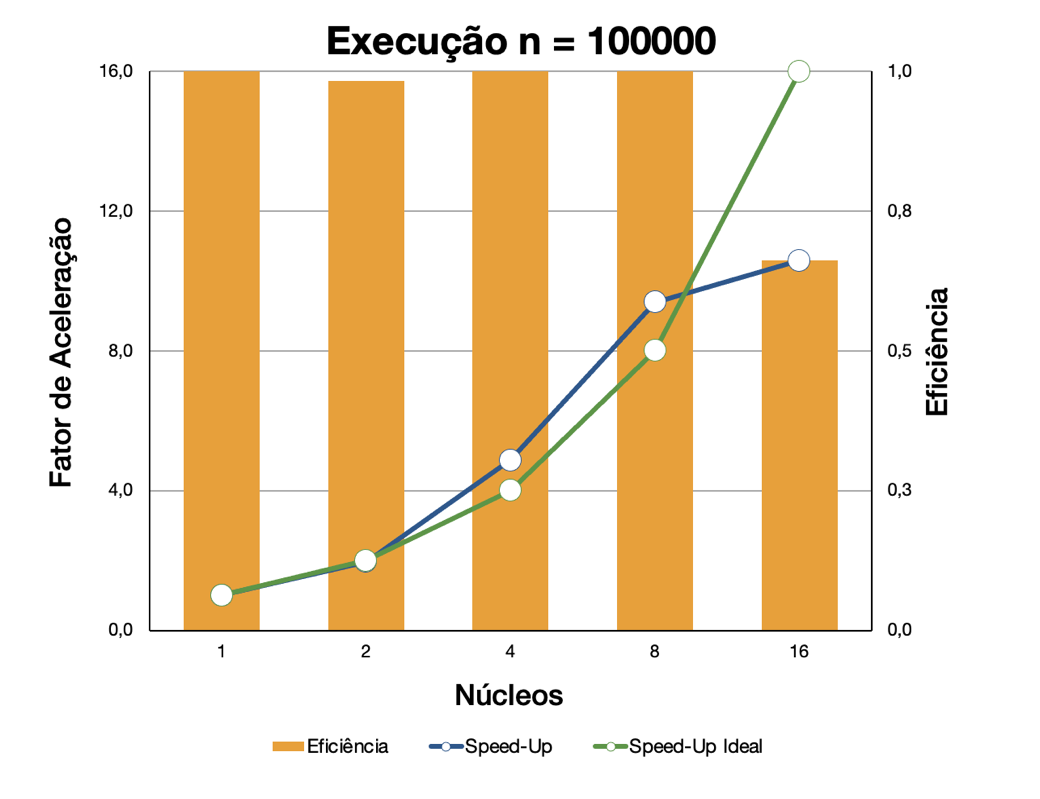 Execução n = 100000
16,0
12,0
8,0
4,0
0,0
Fator de Aceleração
1,0
0,8
0,5
0,3
0,0
Eficiência
1 2 4 8 16
Núcleos
Eficiência Speed-Up Speed-Up Ideal